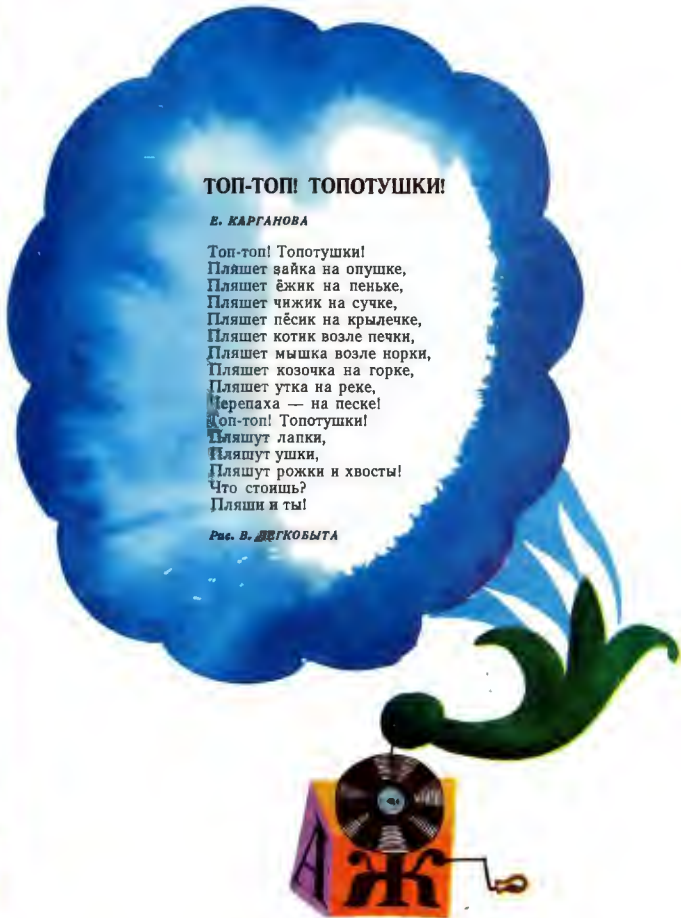 ТОП-ТОП! ТОПОТУШКИ!
Е. КАРГАНОВА
Топ-топ! Топотушки!
Пляшет зайка на опушке,
Пляшет ёжик на пеньке,
Пляшет чижик на сучке,
Пляшет пёсик на крылечке,
Пляшет котик возле печки,
Пляшет мышка возле норки,
Пляшет козочка на горке,
Пляшет утка на реке,
Черепаха — на песке!
Топ-топ! Топотушки!
Пляшут лапки,
Пляшут ушки,
Пляшут рожки и хвосты!
Что стоишь?
Пляши и ты!
Рис. В. ЛЕГКОБЫТА
А Ж